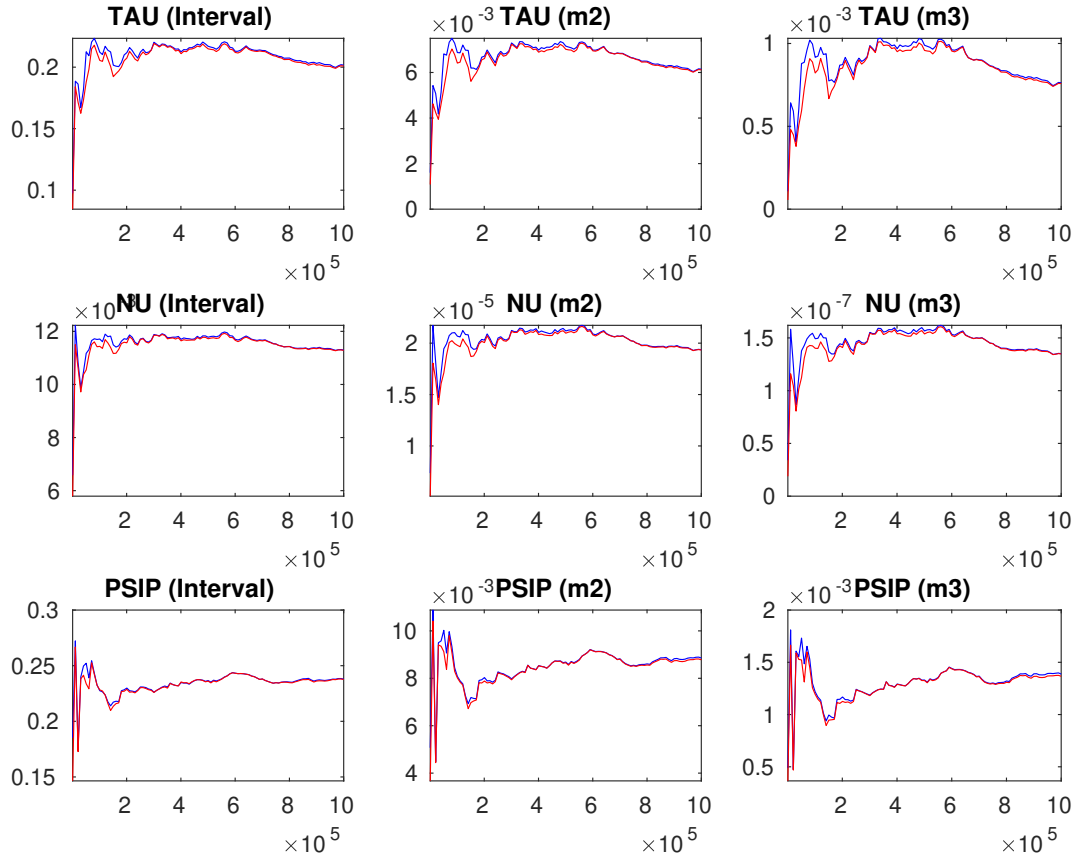 TAU (Interval)
0.2
0.15
0.1
2 4 6 8 10
×10 5
×10 -3 TAU (m2)
6
4
2
0
2 4 6 8 10
×10 5
×10 -3 TAU (m3)
1
0.5
0
2 4 6 8 10
×10 5
×10 -3 NU (Interval)
12
10
8
6
2 4 6 8 10
×10 5
×10 -5 NU (m2)
2
1.5
1
2 4 6 8 10
×10 5
×10 -7 NU (m3)
1.5
1
0.5
0
2 4 6 8 10
×10 5
PSIP (Interval)
0.3
0.25
0.2
0.15
2 4 6 8 10
×10 5
×10 -3 PSIP (m2)
10
8
6
4
2 4 6 8 10
×10 5
×10 -3 PSIP (m3)
2
1.5
1
0.5
2 4 6 8 10
×10 5